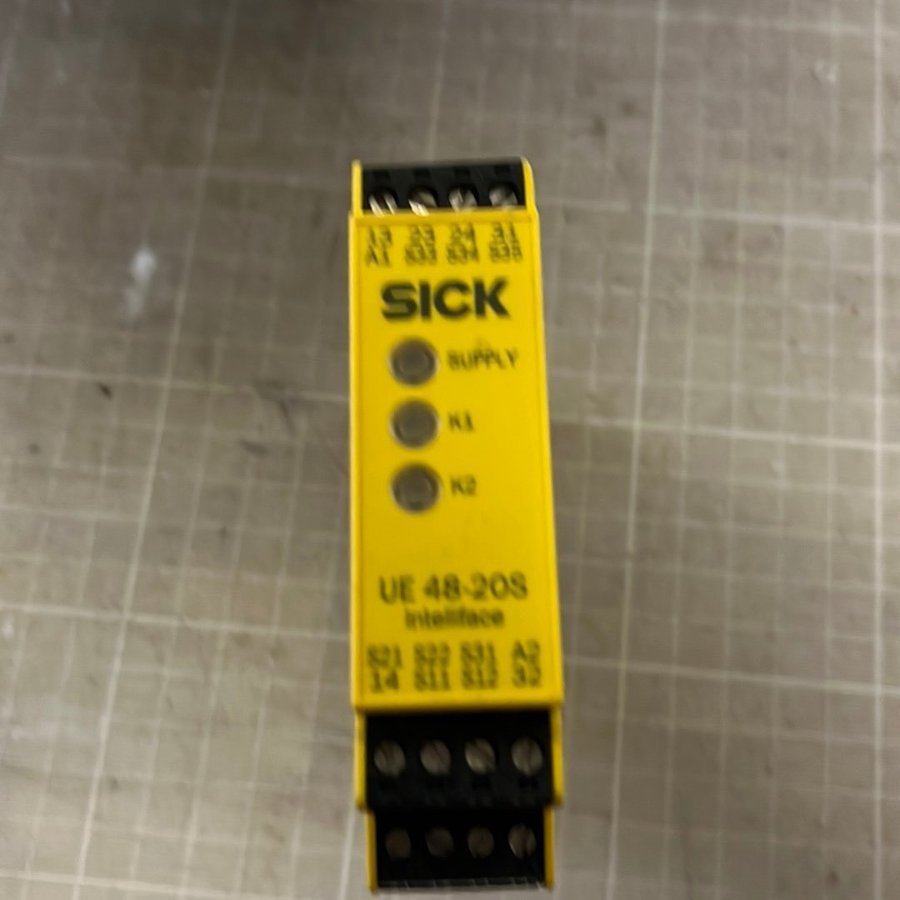 13 23 24 31
A1 S33 S34 S35
SICK
SUPPLY
K1
K2
UE 48-20S
Intelliface
S21 S22 S31 A2
14 S11 S12 32